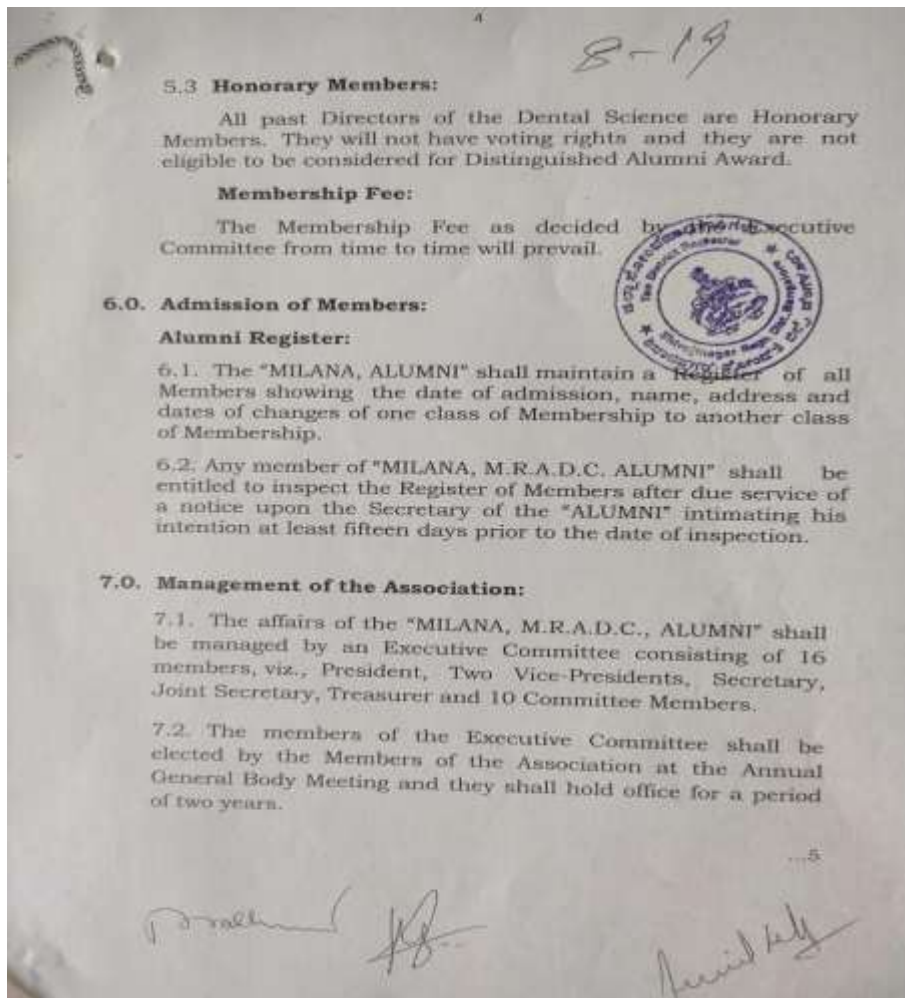 4
8-19
5.3 Honorary Members:
All past Directors of the Dental Science are Honorary
Members. They will not have voting rights and they are not
eligible to be considered for Distinguished Alumni Award.
Membership Fee:
The Membership Fee as decided by the Executive
Committee from time to time will prevail.
6.0. Admission of Members:
Alumni Register:
6.1. The "MILANA, ALUMNI" shall maintain a Register of all
Members showing the date of admission, name, address and
dates of changes of one class of Membership to another class
of Membership.
6.2. Any member of "MILANA, M.R.A.D.C. ALUMNI" shall be
entitled to inspect the Register of Members after due service of
a notice upon the Secretary of the "ALUMNI" intimating his
intention at least fifteen days prior to the date of inspection.
7.0. Management of the Association:
7.1. The affairs of the "MILANA, M.R.A.D.C., ALUMNI" shall
be managed by an Executive Committee consisting of 16
members, viz., President, Two Vice-Presidents, Secretary,
Joint Secretary, Treasurer and 10 Committee Members.
7.2. The members of the Executive Committee shall be
elected by the Members of the Association at the Annual
General Body Meeting and they shall hold office for a period
of two years.
...5